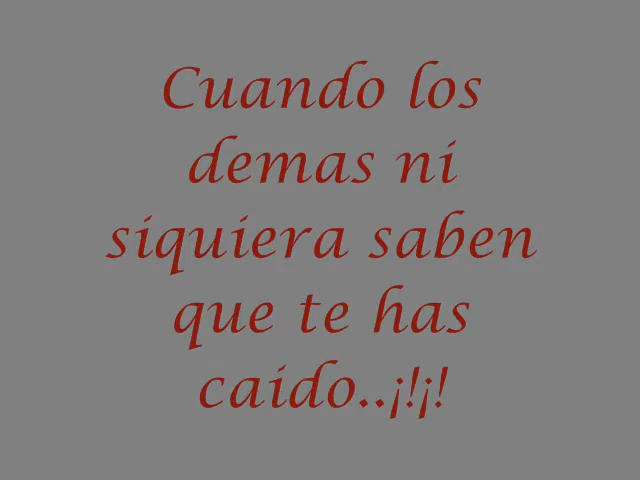 Cuando los
demas ni
siquiera saben
que te has
caido..¡!¡!